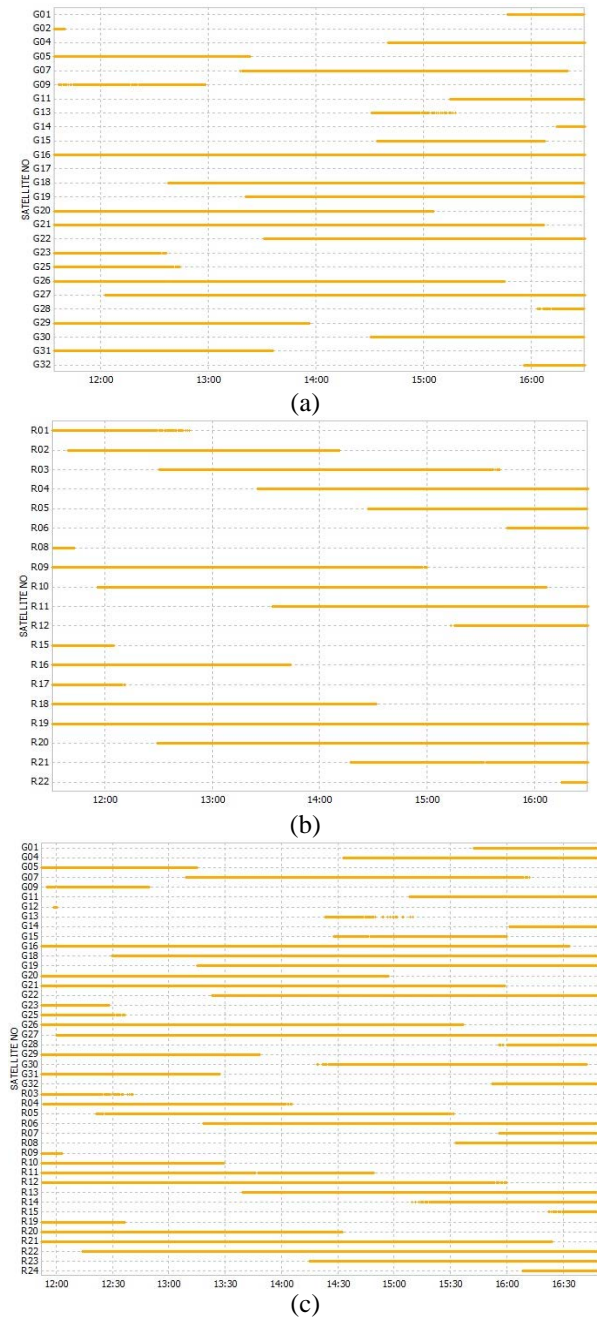 G01
G02
G04
G05
G07
G09
G11
G13
G14
G15
G16
G17
G18
G19
G20
G21
G22
G23
G25
G26
G27
G28
G29
G30
G31
G32
SATELLITE NO
12:00 13:00 14:00 15:00 16:00
(a)
R01
R02
R03
R04
R05
R06
R08
R09
R10
R11
R12
R15
R16
R17
R18
R19
R20
R21
R22
SATELLITE NO
12:00 13:00 14:00 15:00 16:00
(b)
G01
G04
G05
G07
G09
G11
G12
G13
G14
G15
G16
G18
G19
G20
G21
G22
G23
G25
G26
G27
G28
G29
G30
G31
G32
R03
R04
R05
R06
R07
R08
R09
R10
R11
R12
R13
R14
R15
R19
R20
R21
R22
R23
R24
SATELLITE NO
12:00 12:30 13:00 13:30 14:00 14:30 15:00 15:30 16:00 16:30
(c)